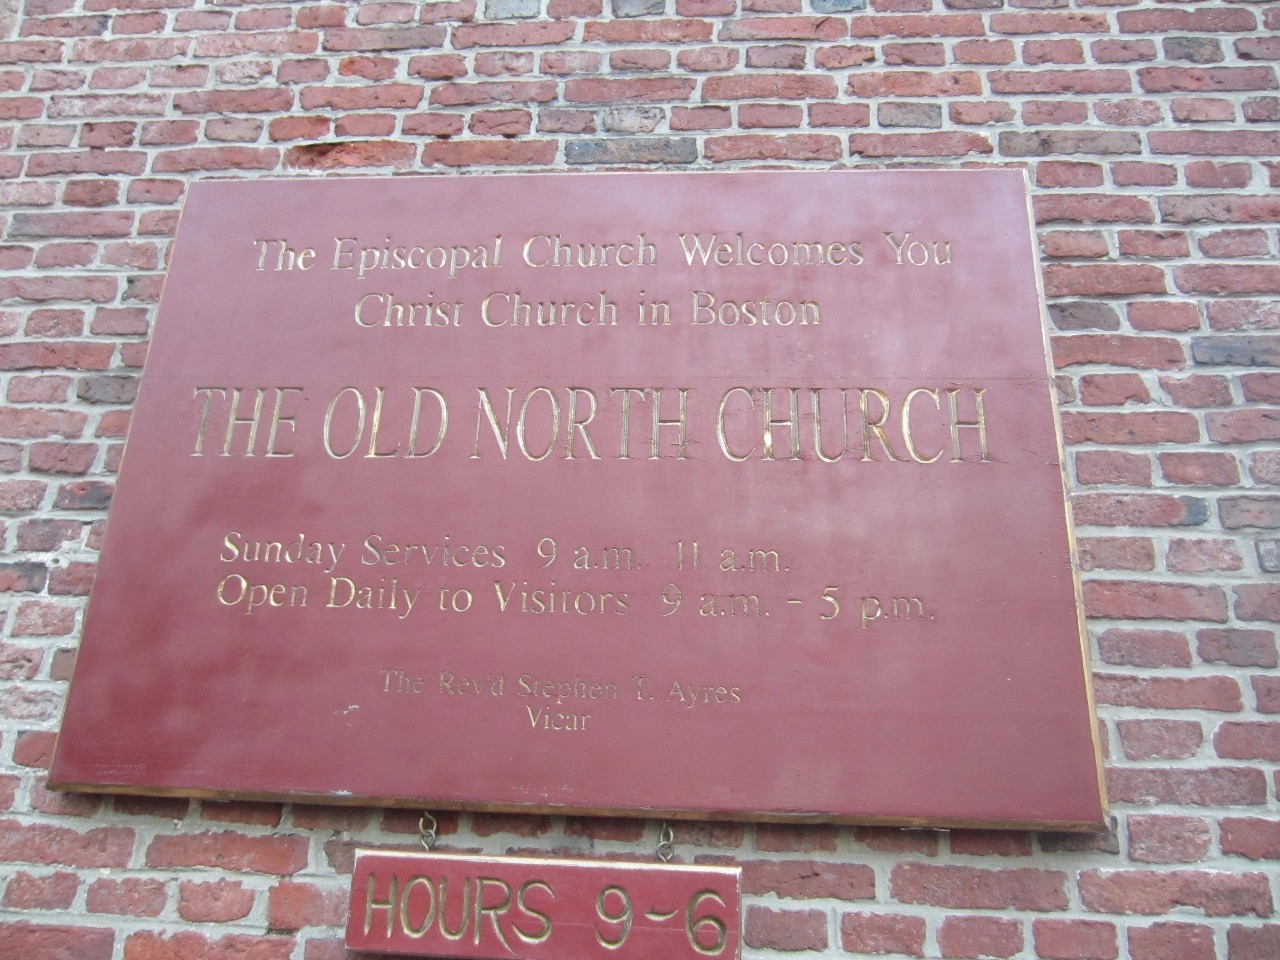 The Episcopal Church Welcomes You
Christ Church in Boston
THE OLD NORTH CHURCH
Sunday Services 9 a.m. 11 a.m.
Open Daily to Visitors 9 a.m. - 5 p.m.
The Rev'd Stephen T. Ayres
Vicar
HOURS 9-6